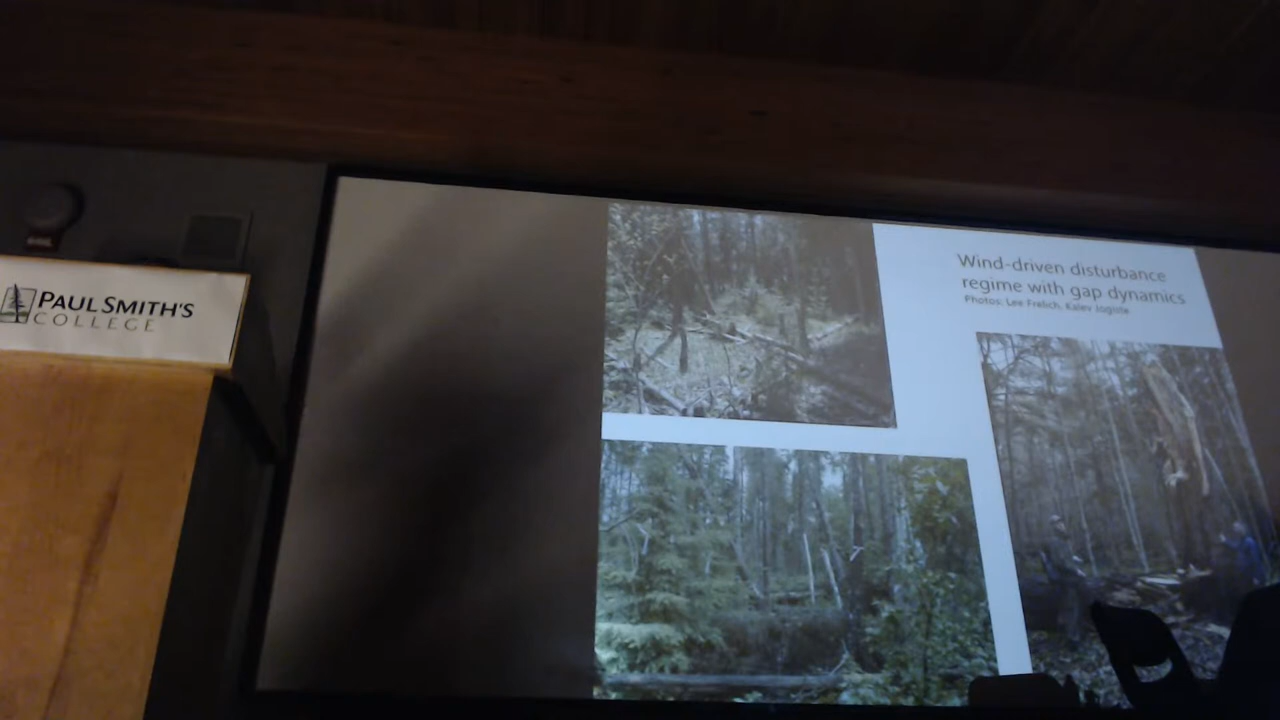 PAUL SMITH'S
COLLEGE
Wind-driven disturbance
regime with gap dynamics
Photos: Lee Frelich, Kalev Jogiste